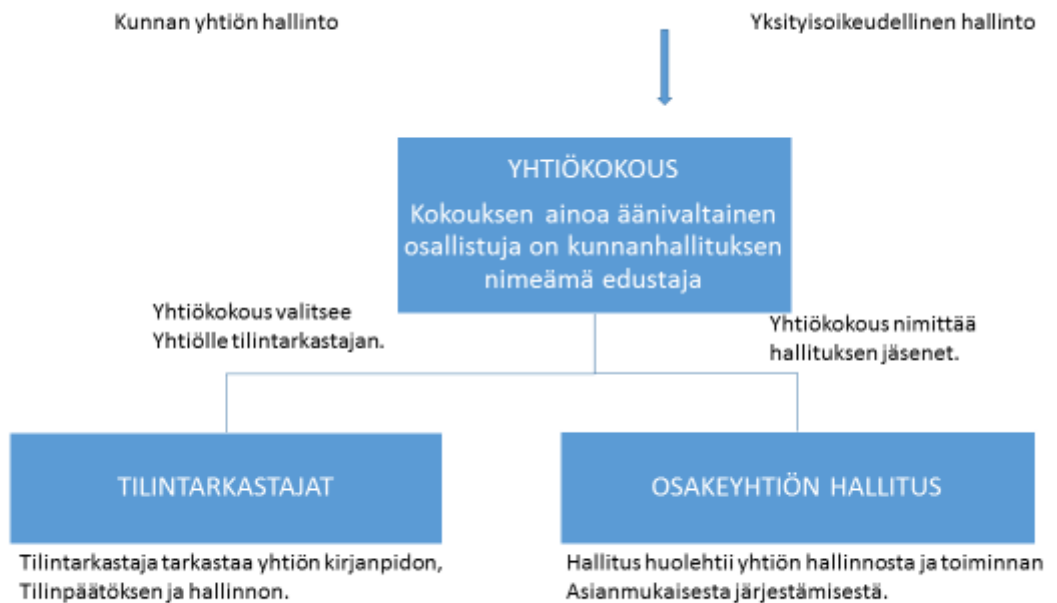 Kunnan yhtiön hallinto
Yksityisoikeudellinen hallinto
YHTIÖKOKOUS
Kokouksen ainoa äänivaltainen
osallistuja on kunnanhallituksen
nimeämä edustaja
Yhtiökokous valitsee
Yhtiölle tilintarkastajan.
Yhtiökokous nimittää
hallituksen jäsenet.
TILINTARKASTAJAT
OSAKEYHTIÖN HALLITUS
Tilintarkastaja tarkastaa yhtiön kirjanpidon,
Tilinpäätöksen ja hallinnon.
Hallitus huolehtii yhtiön hallinnosta ja toiminnan
Asianmukaisesta järjestämisestä.